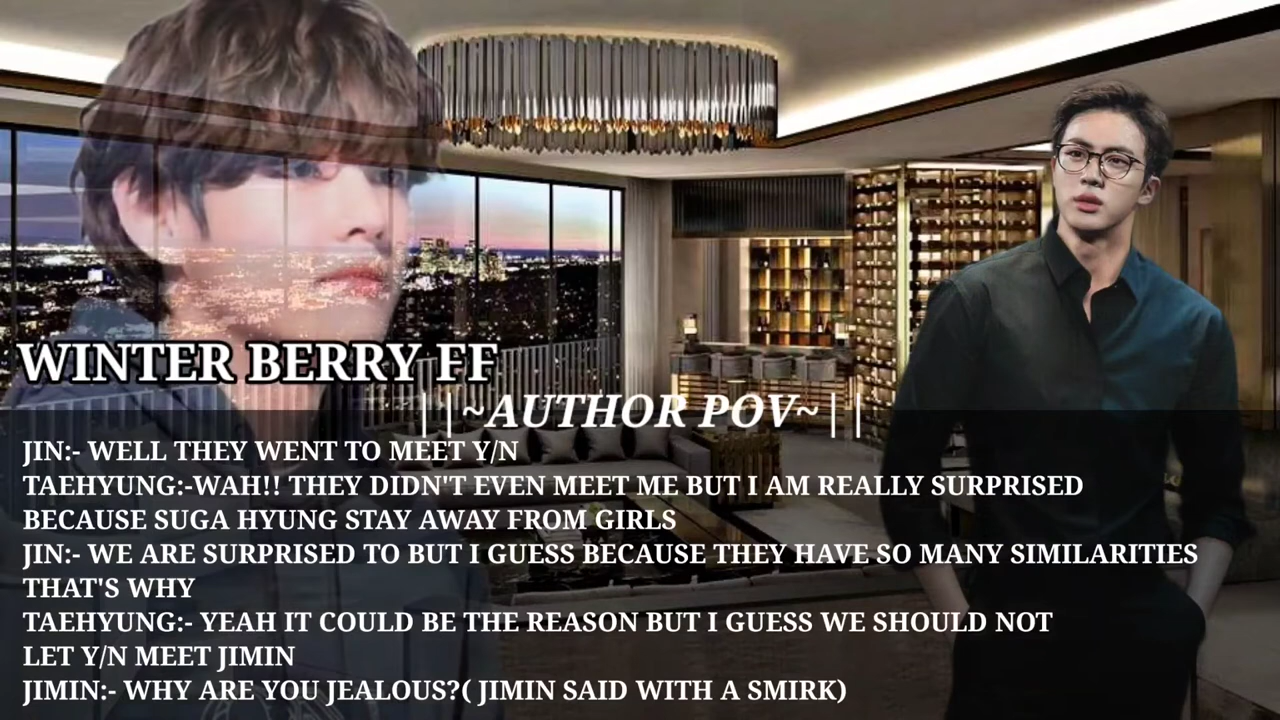 WINTER BERRY FF
||~AUTHOR POV~||
JIN:- WELL THEY WENT TO MEET Y/N
TAEHYUNG:-WAH!! THEY DIDN'T EVEN MEET ME BUT I AM REALLY SURPRISED
BECAUSE SUGA HYUNG STAY AWAY FROM GIRLS
JIN:- WE ARE SURPRISED TO BUT I GUESS BECAUSE THEY HAVE SO MANY SIMILARITIES
THAT'S WHY
TAEHYUNG:- YEAH IT COULD BE THE REASON BUT I GUESS WE SHOULD NOT
LET Y/N MEET JIMIN
JIMIN:- WHY ARE YOU JEALOUS?( JIMIN SAID WITH A SMIRK)